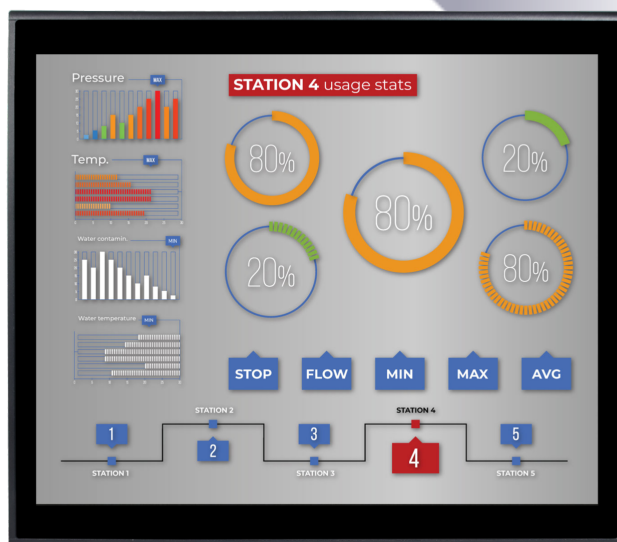 Pressure
MAX
STATION 4 usage stats
80%
20%
80%
Temp.
MAX
Water contamin.
MIN
20%
80%
Water temperature
MIN
STOP
FLOW
MIN
MAX
AVG
STATION 2
STATION 4
1
2
3
4
5
STATION 1
STATION 3
STATION 5